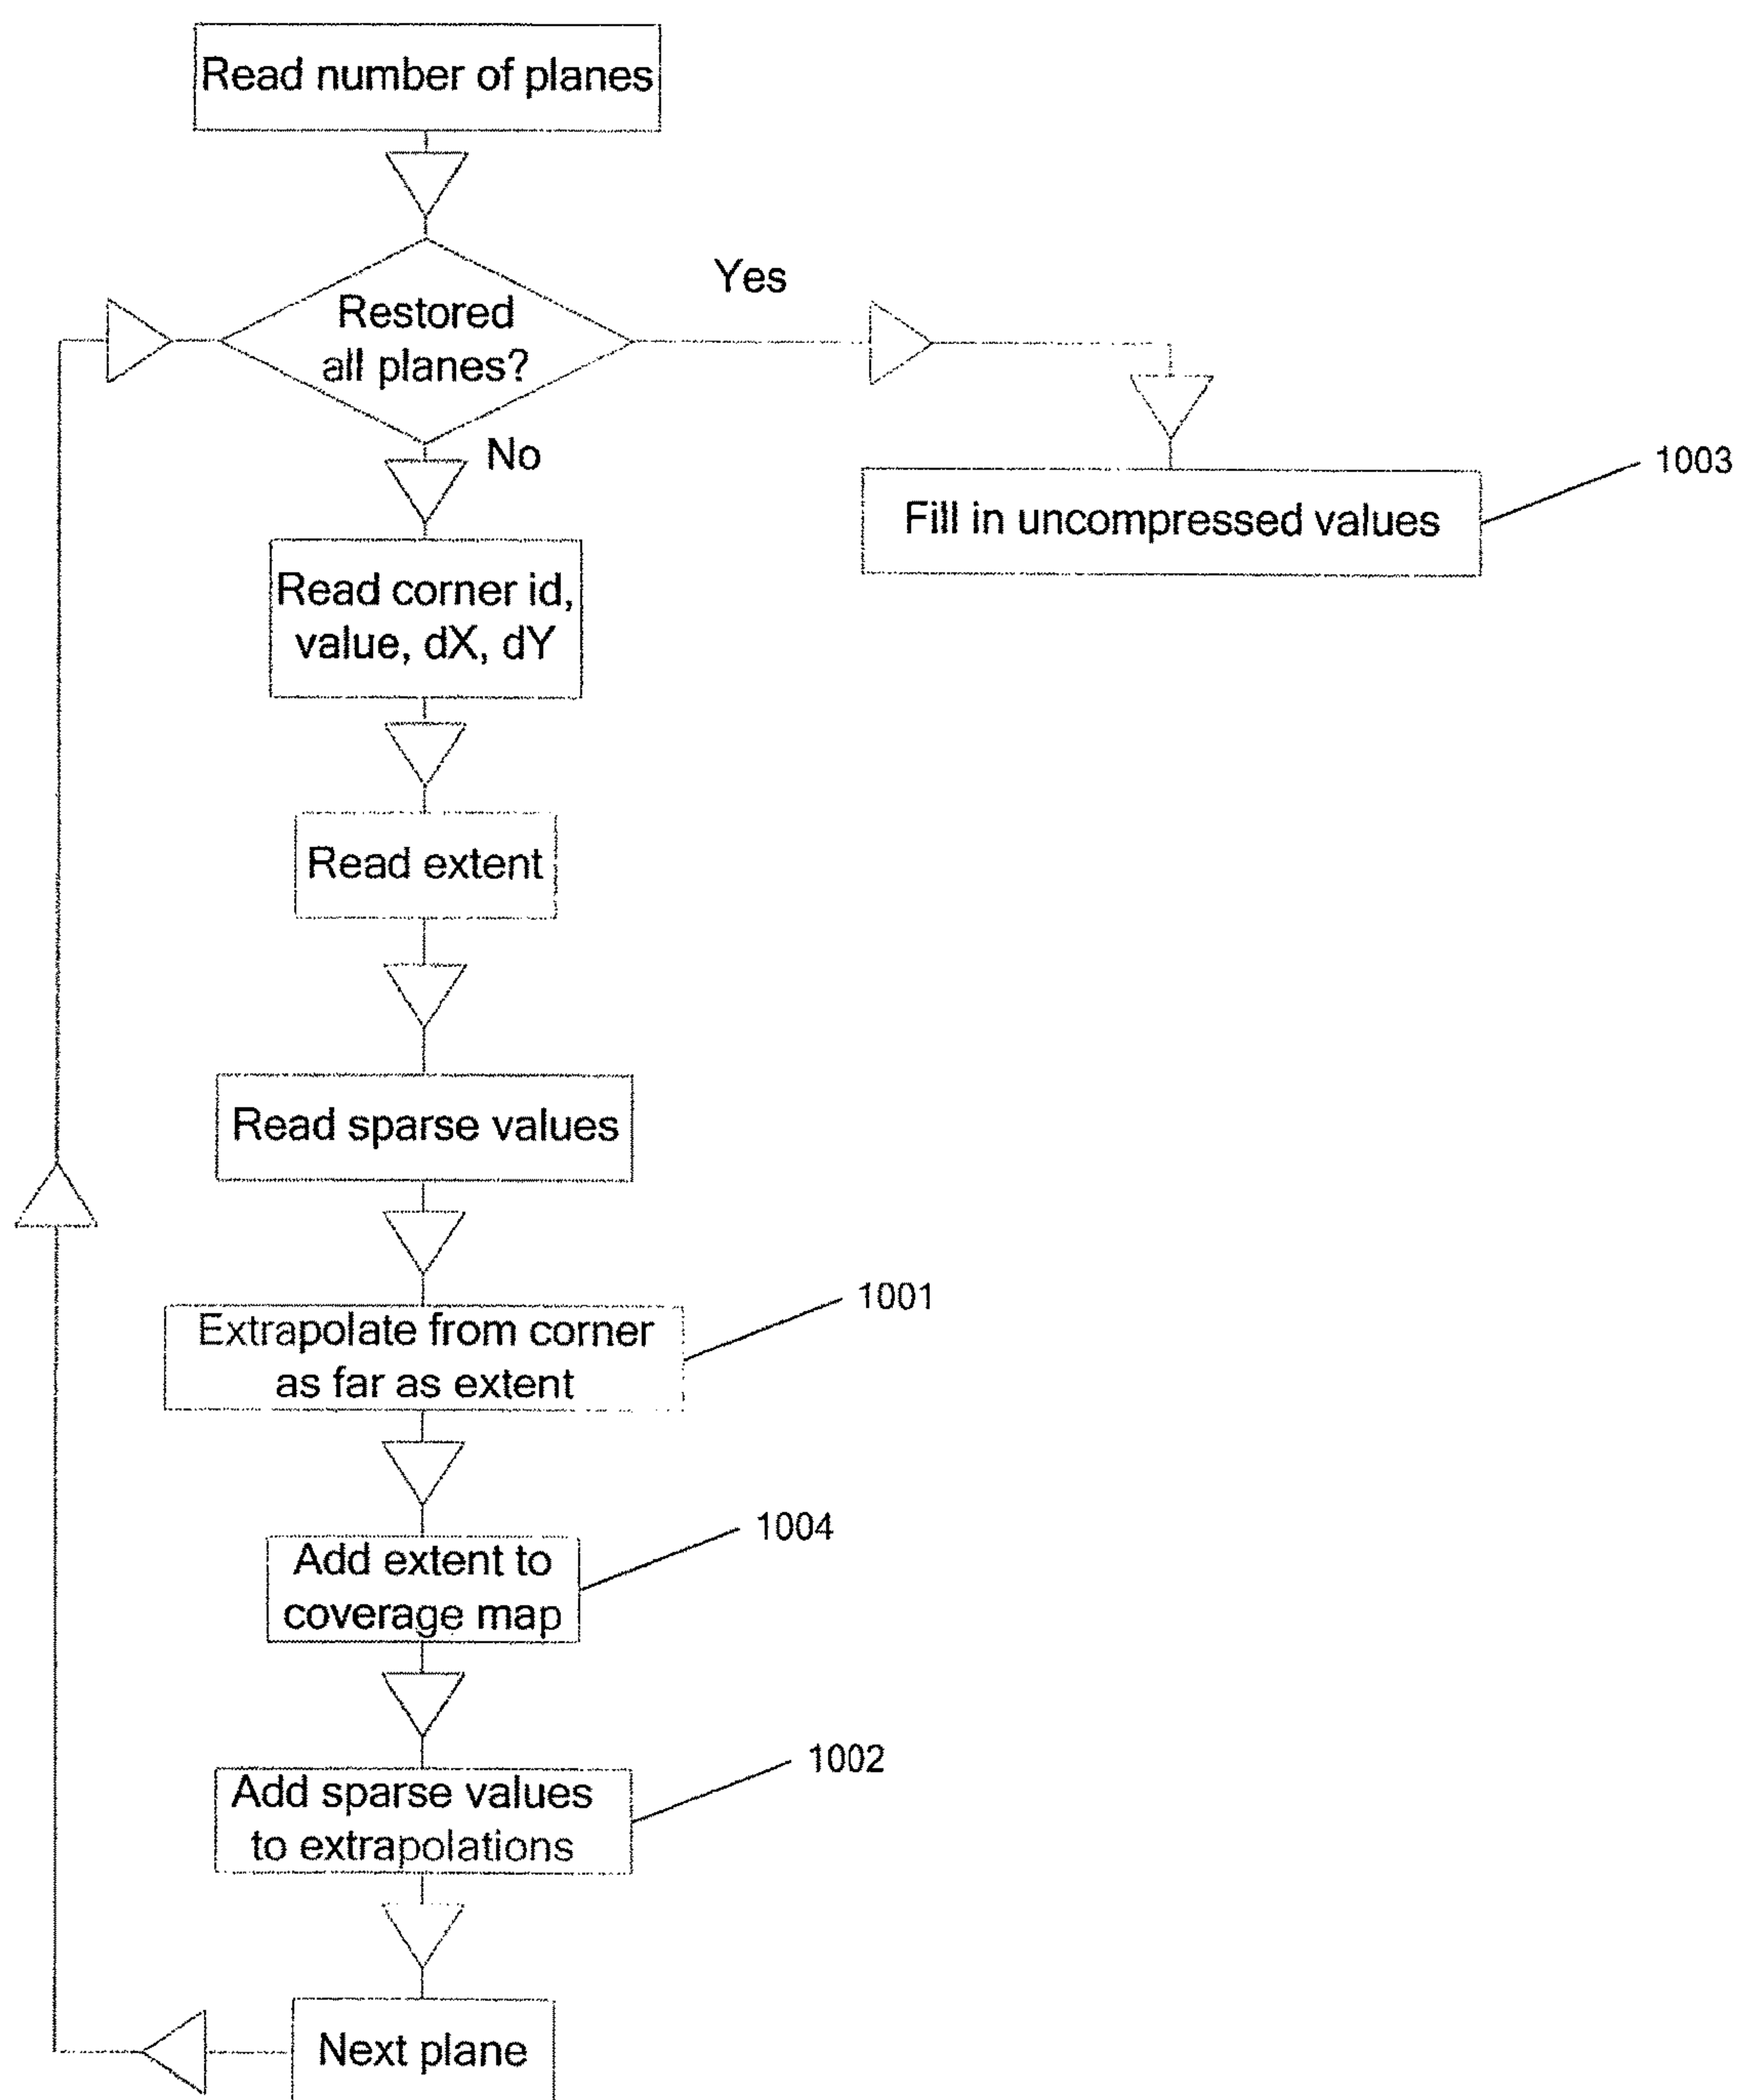 Read number of planes
Yes
Restored
all planes?
No
1003
Fill in uncompressed values
Read corner id,
value, dX, dY
Read extent
Read sparse values
1001
Extrapolate from corner
as far as extent
1004
Add extent to
coverage map
1002
Add sparse values
to extrapolations
Next plane